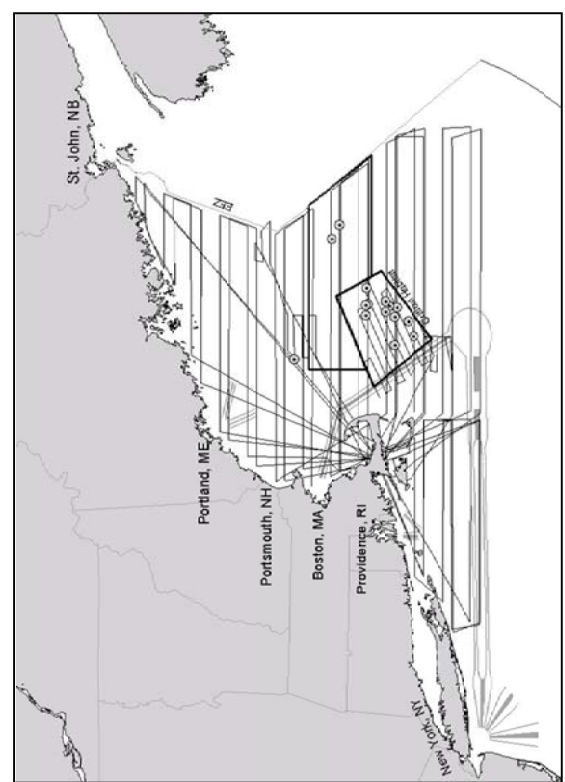 St. John, NB
EEZ
Portland, ME
Portsmouth, NH
Boston, MA
Providence, RI
New York, NY